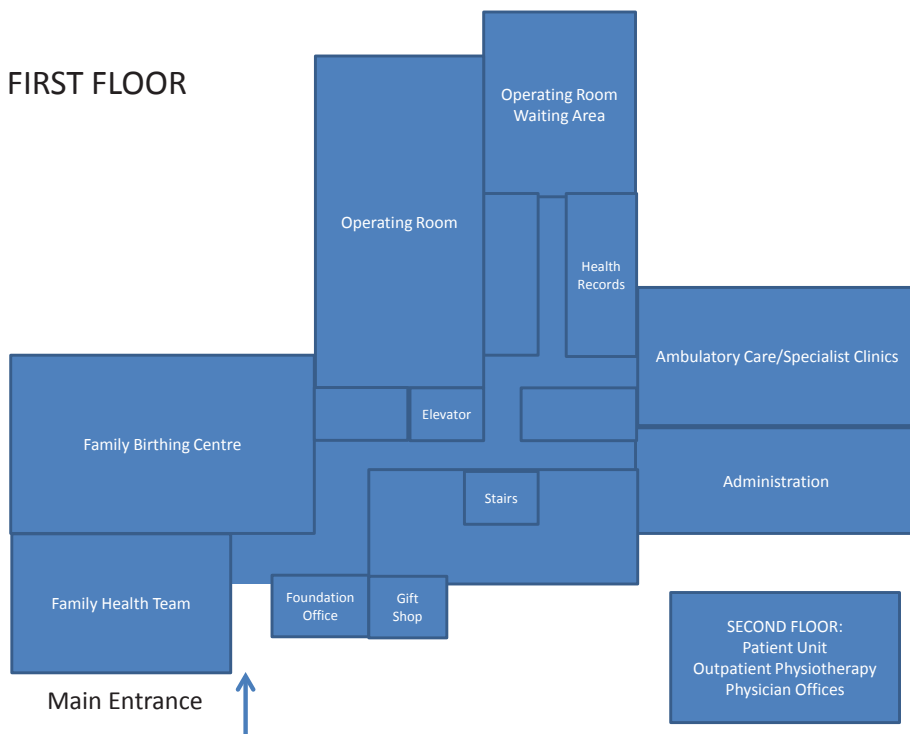 FIRST FLOOR
Operating Room
Waiting Area
Operating Room
Health
Records
Ambulatory Care/Specialist Clinics
Elevator
Family Birthing Centre
Administration
Stairs
Family Health Team
Foundation
Office
Gift
Shop
SECOND FLOOR:
Patient Unit
Outpatient Physiotherapy
Physician Offices
Main Entrance